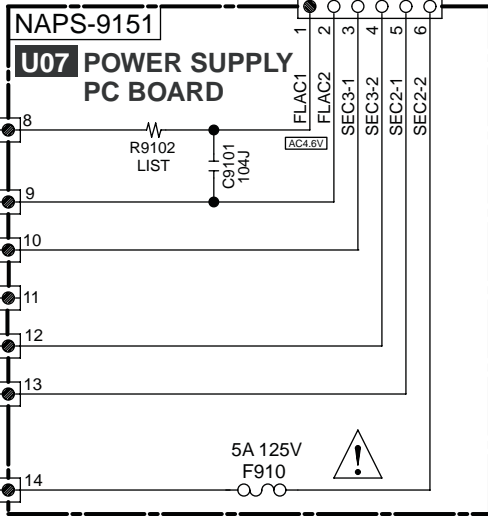 NAPS-9151
U07 POWER SUPPLY
PC BOARD
1
2
3
4
5
6
FLAC1
FLAC2
SEC3-1
SEC3-2
SEC2-1
SEC2-2
AC4.6V
8
R9102
LIST
C9101
104J
9
10
11
12
13
14
5A 125V
F910
!